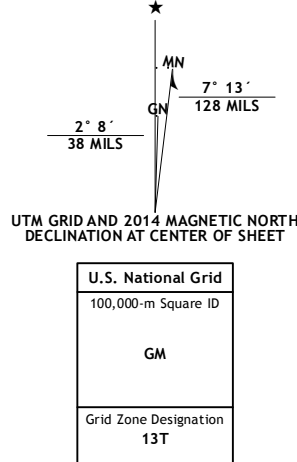 ★
MN
GN
7° 13´
128 MILS
2° 8´
38 MILS
UTM GRID AND 2014 MAGNETIC NORTH
DECLINATION AT CENTER OF SHEET
U.S. National Grid
100,000-m Square ID
GM
Grid Zone Designation
13T